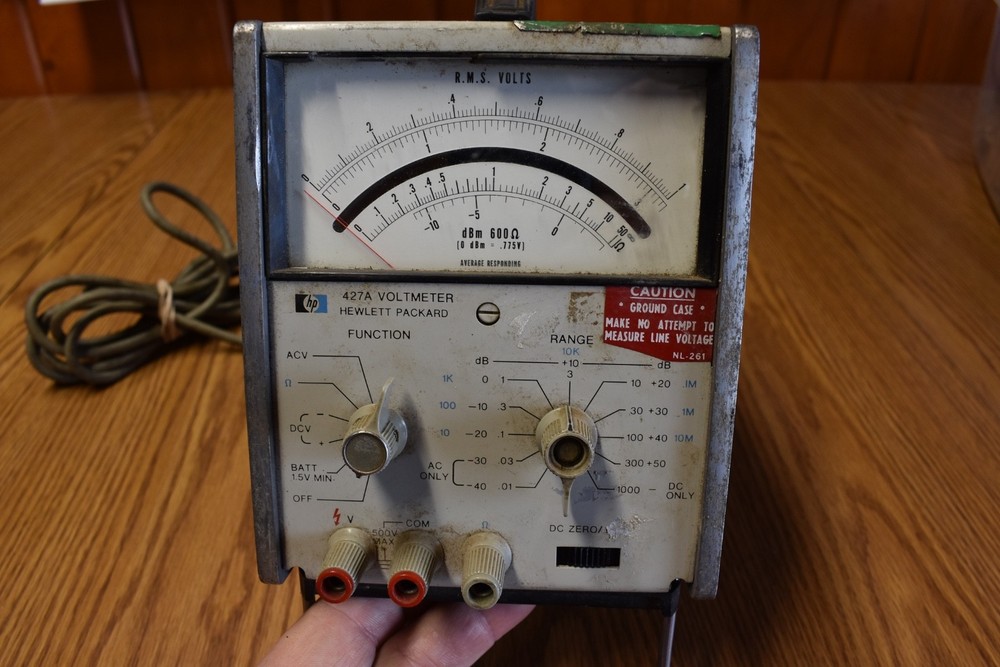 R.M.S. VOLTS
0 .2 .4 .6 .8 1
0 1 2 3
0 .1 .2 .3 .4 .5 1 2 3 5 10 50 ∞
Ω
-10 -5 0
dBm 600Ω
(0 dBm = .775V)
AVERAGE RESPONDING
hp
427A VOLTMETER
HEWLETT PACKARD
CAUTION
• GROUND CASE •
MAKE NO ATTEMPT TO
MEASURE LINE VOLTAGE
NL-261
FUNCTION
ACV
Ω
DCV
-
+
BATT
1.5V MIN.
OFF
RANGE
10K
dB +10 dB
3
1K 0 1 10 +20 .1M
100 -10 .3 30 +30 .1M
10 -20 .1 100 +40 10M
-30 .03 300 +50
AC
ONLY
-40 .01 1000 -
DC
ONLY
V COM Ω
500V
MAX
DC ZERO/